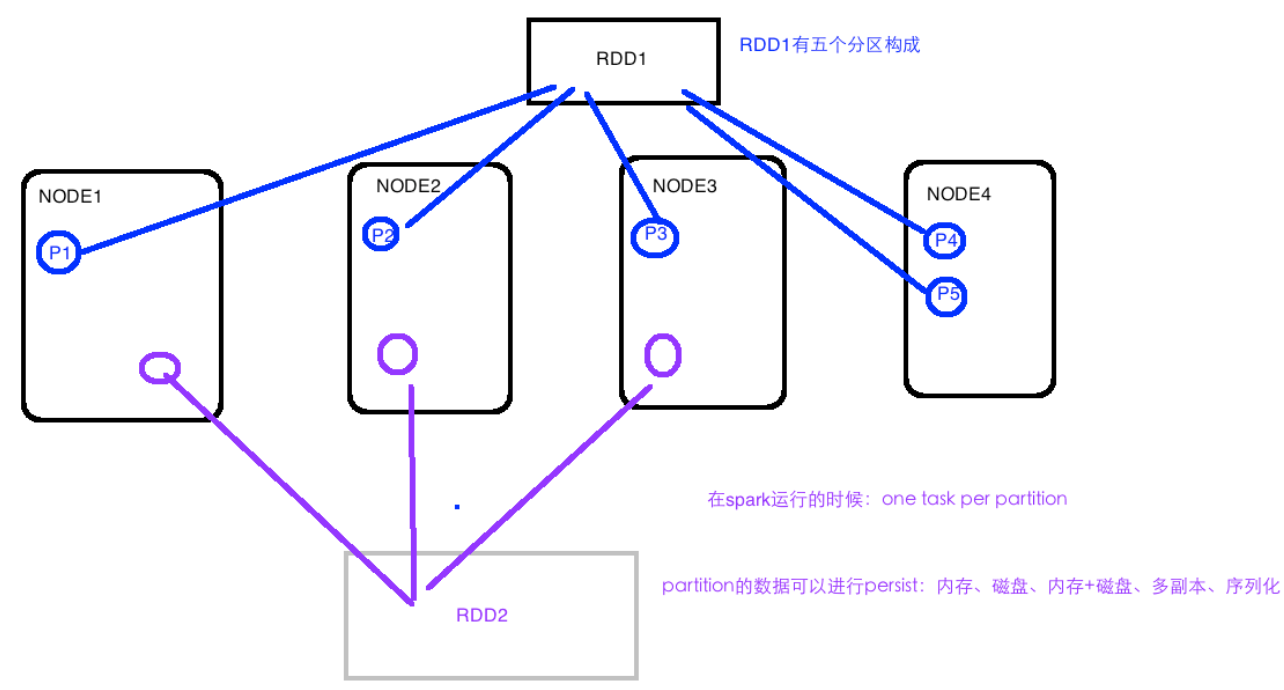 RDD1
RDD1有五个分区构成
NODE1
NODE2
NODE3
NODE4
P1
P2
P3
P4
P5
在spark运行的时候：one task per partition
partition的数据可以进行persist：内存、磁盘、内存+磁盘、多副本、序列化
RDD2